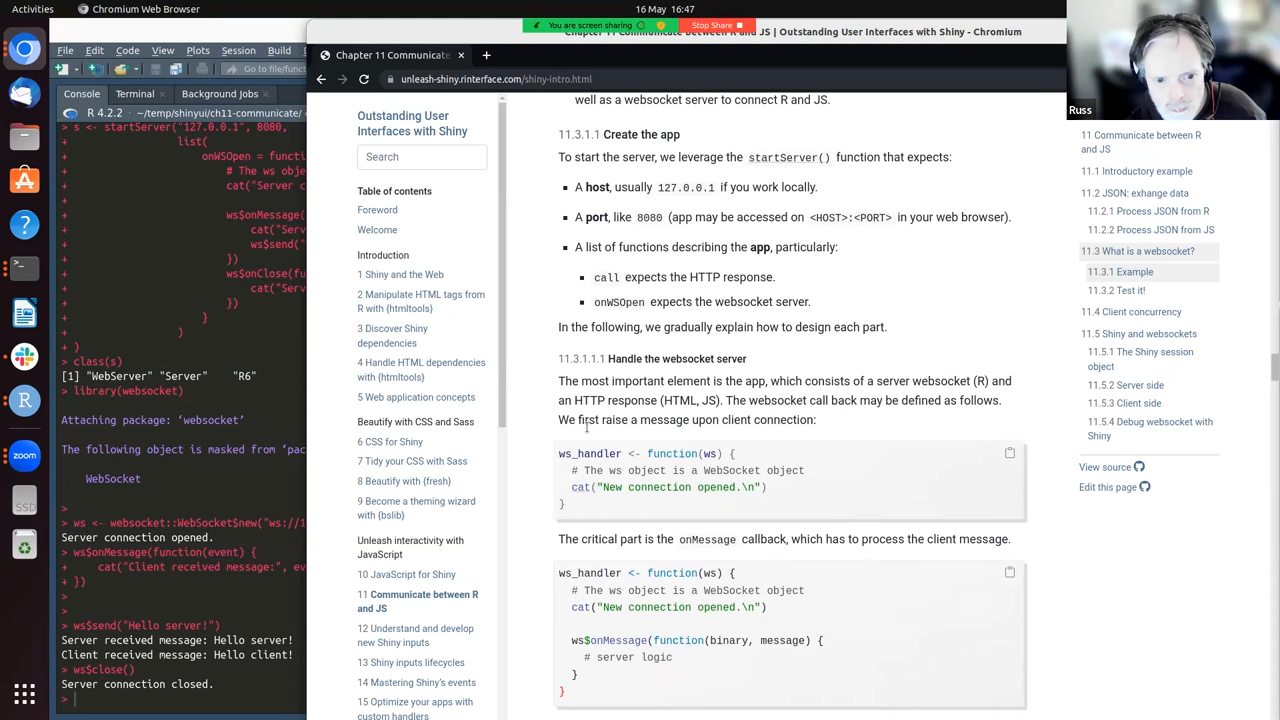 Activities
Chromium Web Browser
16 May 16:47
You are screen sharing
Stop Share
Chapter 11 Communicate between R and JS | Outstanding User Interfaces with Shiny - Chromium
File Edit Code View Plots Session Build
Go to file/func
Console Terminal Background Jobs
R 4.2.2 · ~/temp/shinyui/ch11-communicate/
> s <- startServer("127.0.0.1", 8080,
+ list(
+ onWSOpen = functi
+ # The ws obje
+ cat("Server c
+
+ ws$onMessage(
+ cat("Serv
+ ws$send("
+ })
+ ws$onClose(fu
+ cat("Serv
+ })
+ }
+ )
+ )
> class(s)
[1] "WebServer" "Server" "R6"
> library(websocket)
Attaching package: ‘websocket’
The following object is masked from ‘pac
WebSocket
>
> ws <- websocket::WebSocket$new("ws://1
Server connection opened.
> ws$onMessage(function(event) {
+ cat("Client received message:", ev
+ })
>
>
> ws$send("Hello server!")
Server received message: Hello server!
Client received message: Hello client!
> ws$close()
Server connection closed.
>
Chapter 11 Communicate
unleash-shiny.rinterface.com/shiny-intro.html
Outstanding User
Interfaces with Shiny
Search
Table of contents
Foreword
Welcome
Introduction
1 Shiny and the Web
2 Manipulate HTML tags from
R with {htmltools}
3 Discover Shiny
dependencies
4 Handle HTML dependencies
with {htmltools}
5 Web application concepts
Beautify with CSS and Sass
6 CSS for Shiny
7 Tidy your CSS with Sass
8 Beautify with {fresh}
9 Become a theming wizard
with {bslib}
Unleash interactivity with
JavaScript
10 JavaScript for Shiny
11 Communicate between R
and JS
12 Understand and develop
new Shiny inputs
13 Shiny inputs lifecycles
14 Mastering Shiny's events
15 Optimize your apps with
custom handlers
well as a websocket server to connect R and JS.
11.3.1.1 Create the app
To start the server, we leverage the startServer() function that expects:
A host, usually 127.0.0.1 if you work locally.
A port, like 8080 (app may be accessed on <HOST>:<PORT> in your web browser).
A list of functions describing the app, particularly:
call expects the HTTP response.
onWSOpen expects the websocket server.
In the following, we gradually explain how to design each part.
11.3.1.1.1 Handle the websocket server
The most important element is the app, which consists of a server websocket (R) and
an HTTP response (HTML, JS). The websocket call back may be defined as follows.
We first raise a message upon client connection:
ws_handler <- function(ws) {
# The ws object is a WebSocket object
cat("New connection opened.\n")
}
The critical part is the onMessage callback, which has to process the client message.
ws_handler <- function(ws) {
# The ws object is a WebSocket object
cat("New connection opened.\n")
ws$onMessage(function(binary, message) {
# server logic
}
}
Russ
11 Communicate between R
and JS
11.1 Introductory example
11.2 JSON: exhange data
11.2.1 Process JSON from R
11.2.2 Process JSON from JS
11.3 What is a websocket?
11.3.1 Example
11.3.2 Test it!
11.4 Client concurrency
11.5 Shiny and websockets
11.5.1 The Shiny session
object
11.5.2 Server side
11.5.3 Client side
11.5.4 Debug websocket with
Shiny
View source
Edit this page
zoom
SSD